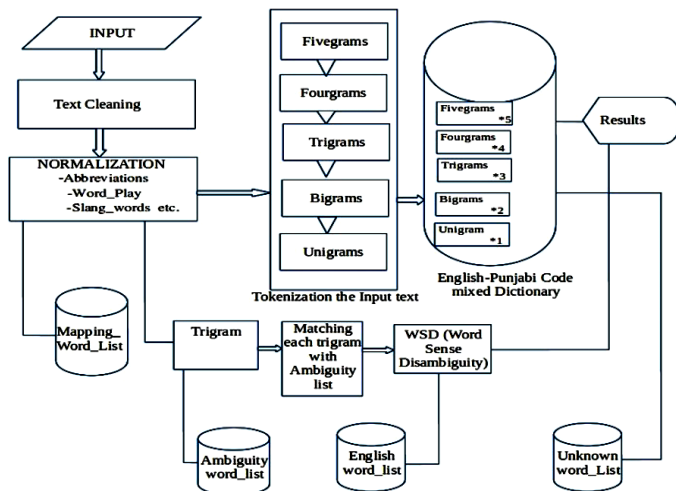 INPUT
Text Cleaning
NORMALIZATION
-Abbreviations
-Word_Play
-Slang_words etc.
Mapping_
Word_List
Fivegrams
Fourgrams
Trigrams
Bigrams
Unigrams
Tokenization the Input text
Fivegrams
*5
Fourgrams
*4
Trigrams
*3
Bigrams
*2
Unigram
*1
English-Punjabi Code
mixed Dictionary
Results
Trigram
Matching
each trigram
with
Ambiguity
list
WSD (Word
Sense
Disambiguity)
Ambiguity
word_list
English
word_list
Unknown
word_List